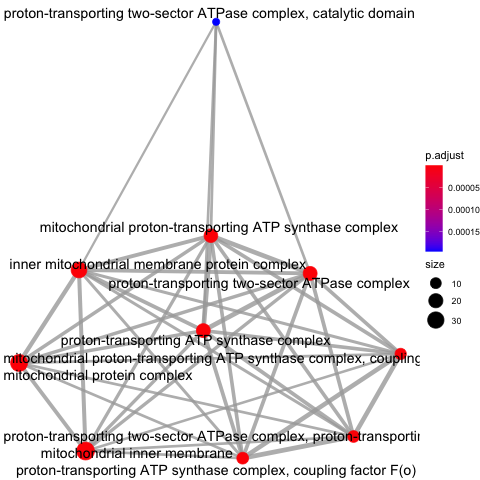 proton-transporting two-sector ATPase complex, catalytic domain
mitochondrial proton-transporting ATP synthase complex
inner mitochondrial membrane protein complex
proton-transporting two-sector ATPase complex
proton-transporting ATP synthase complex
mitochondrial proton-transporting ATP synthase complex, coupling
mitochondrial protein complex
proton-transporting two-sector ATPase complex, proton-transportin
mitochondrial inner membrane
proton-transporting ATP synthase complex, coupling factor F(o)
p.adjust
0.00005
0.00010
0.00015
size
10
20
30